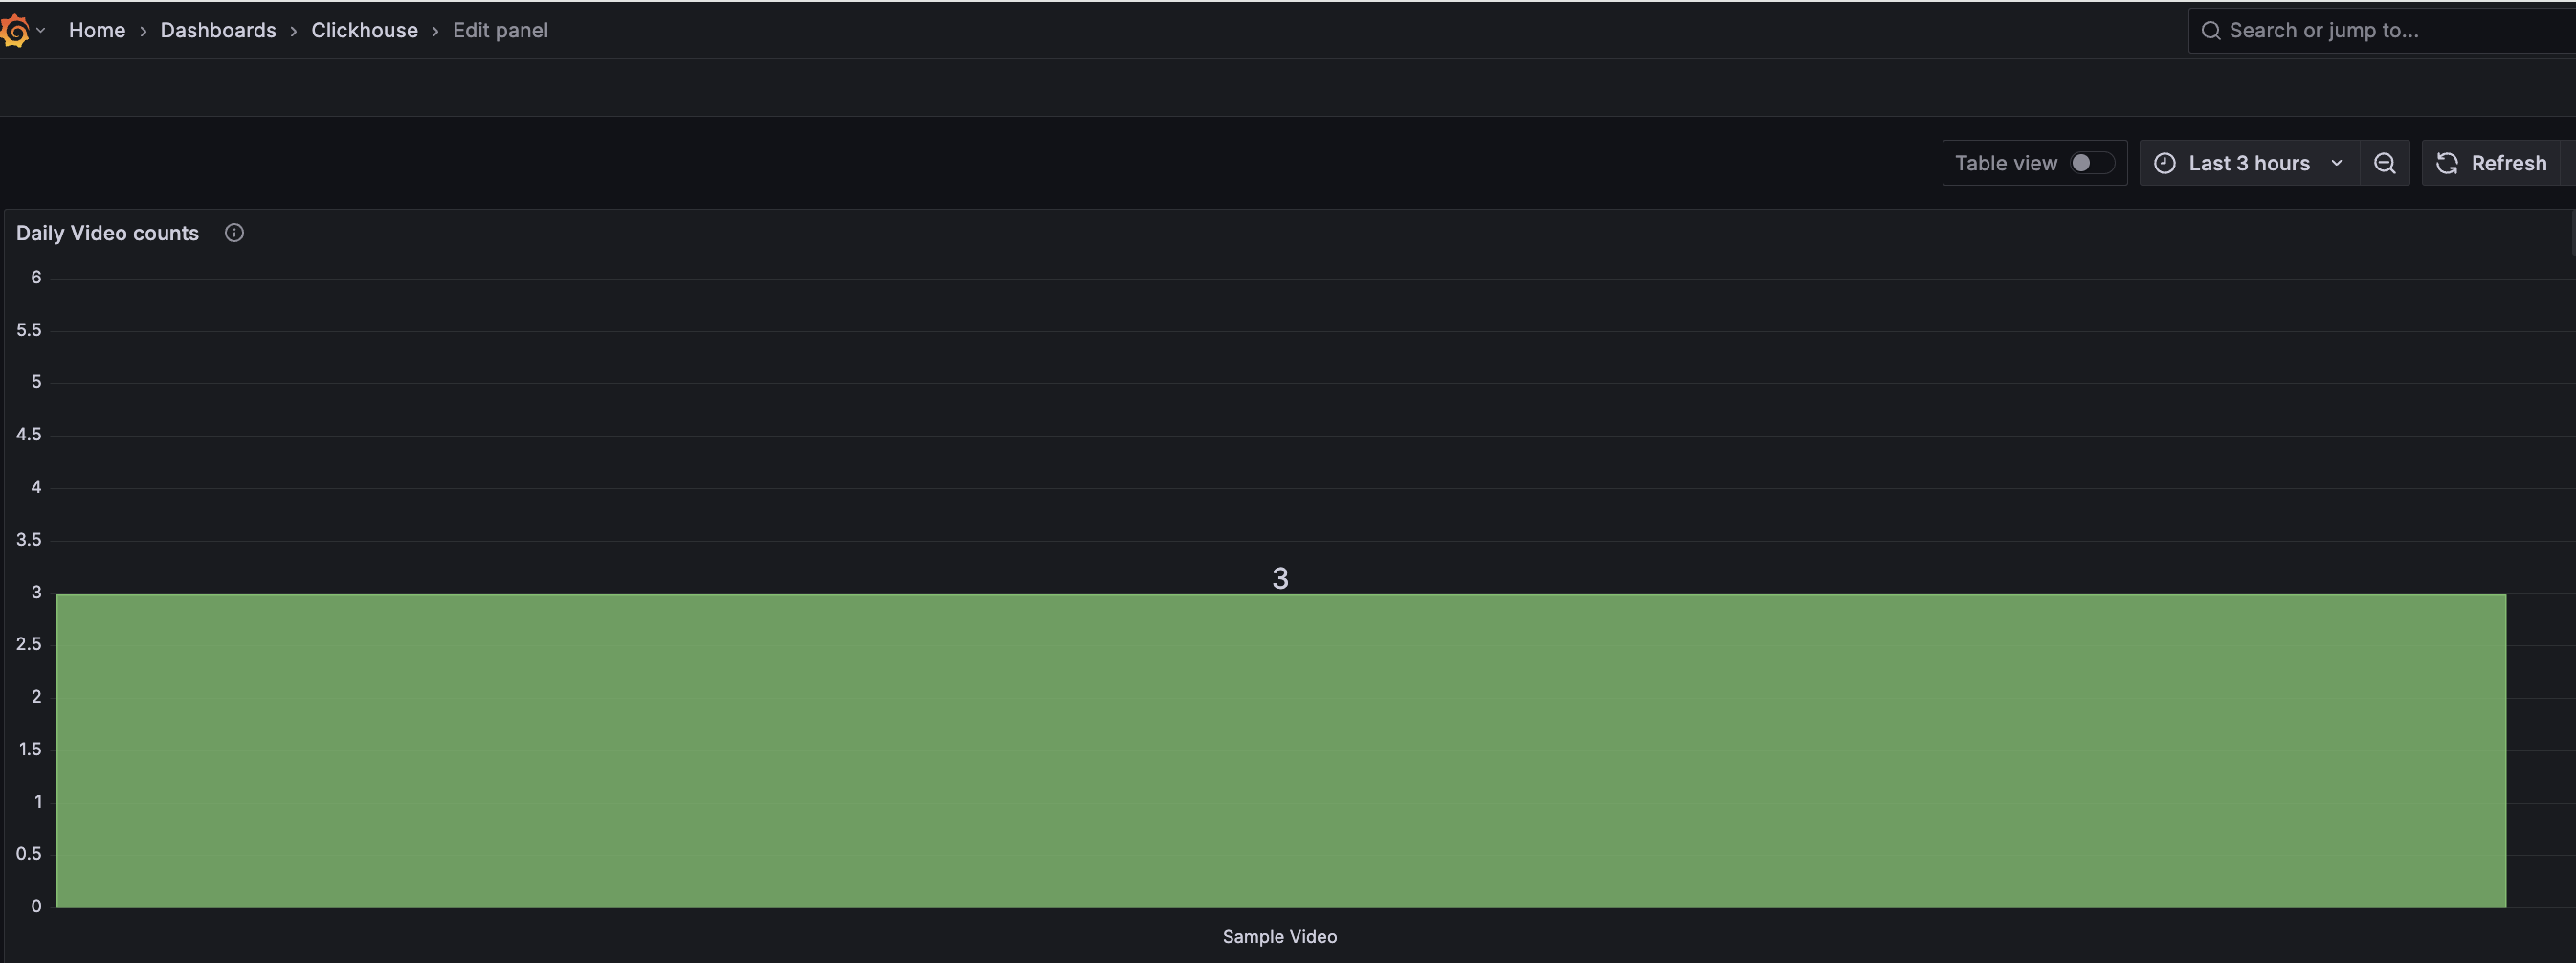 Home › Dashboards › Clickhouse › Edit panel
Search or jump to...
Table view
Last 3 hours
Refresh
Daily Video counts
6
5.5
5
4.5
4
3.5
3
3
2.5
2
1.5
1
0.5
0
Sample Video